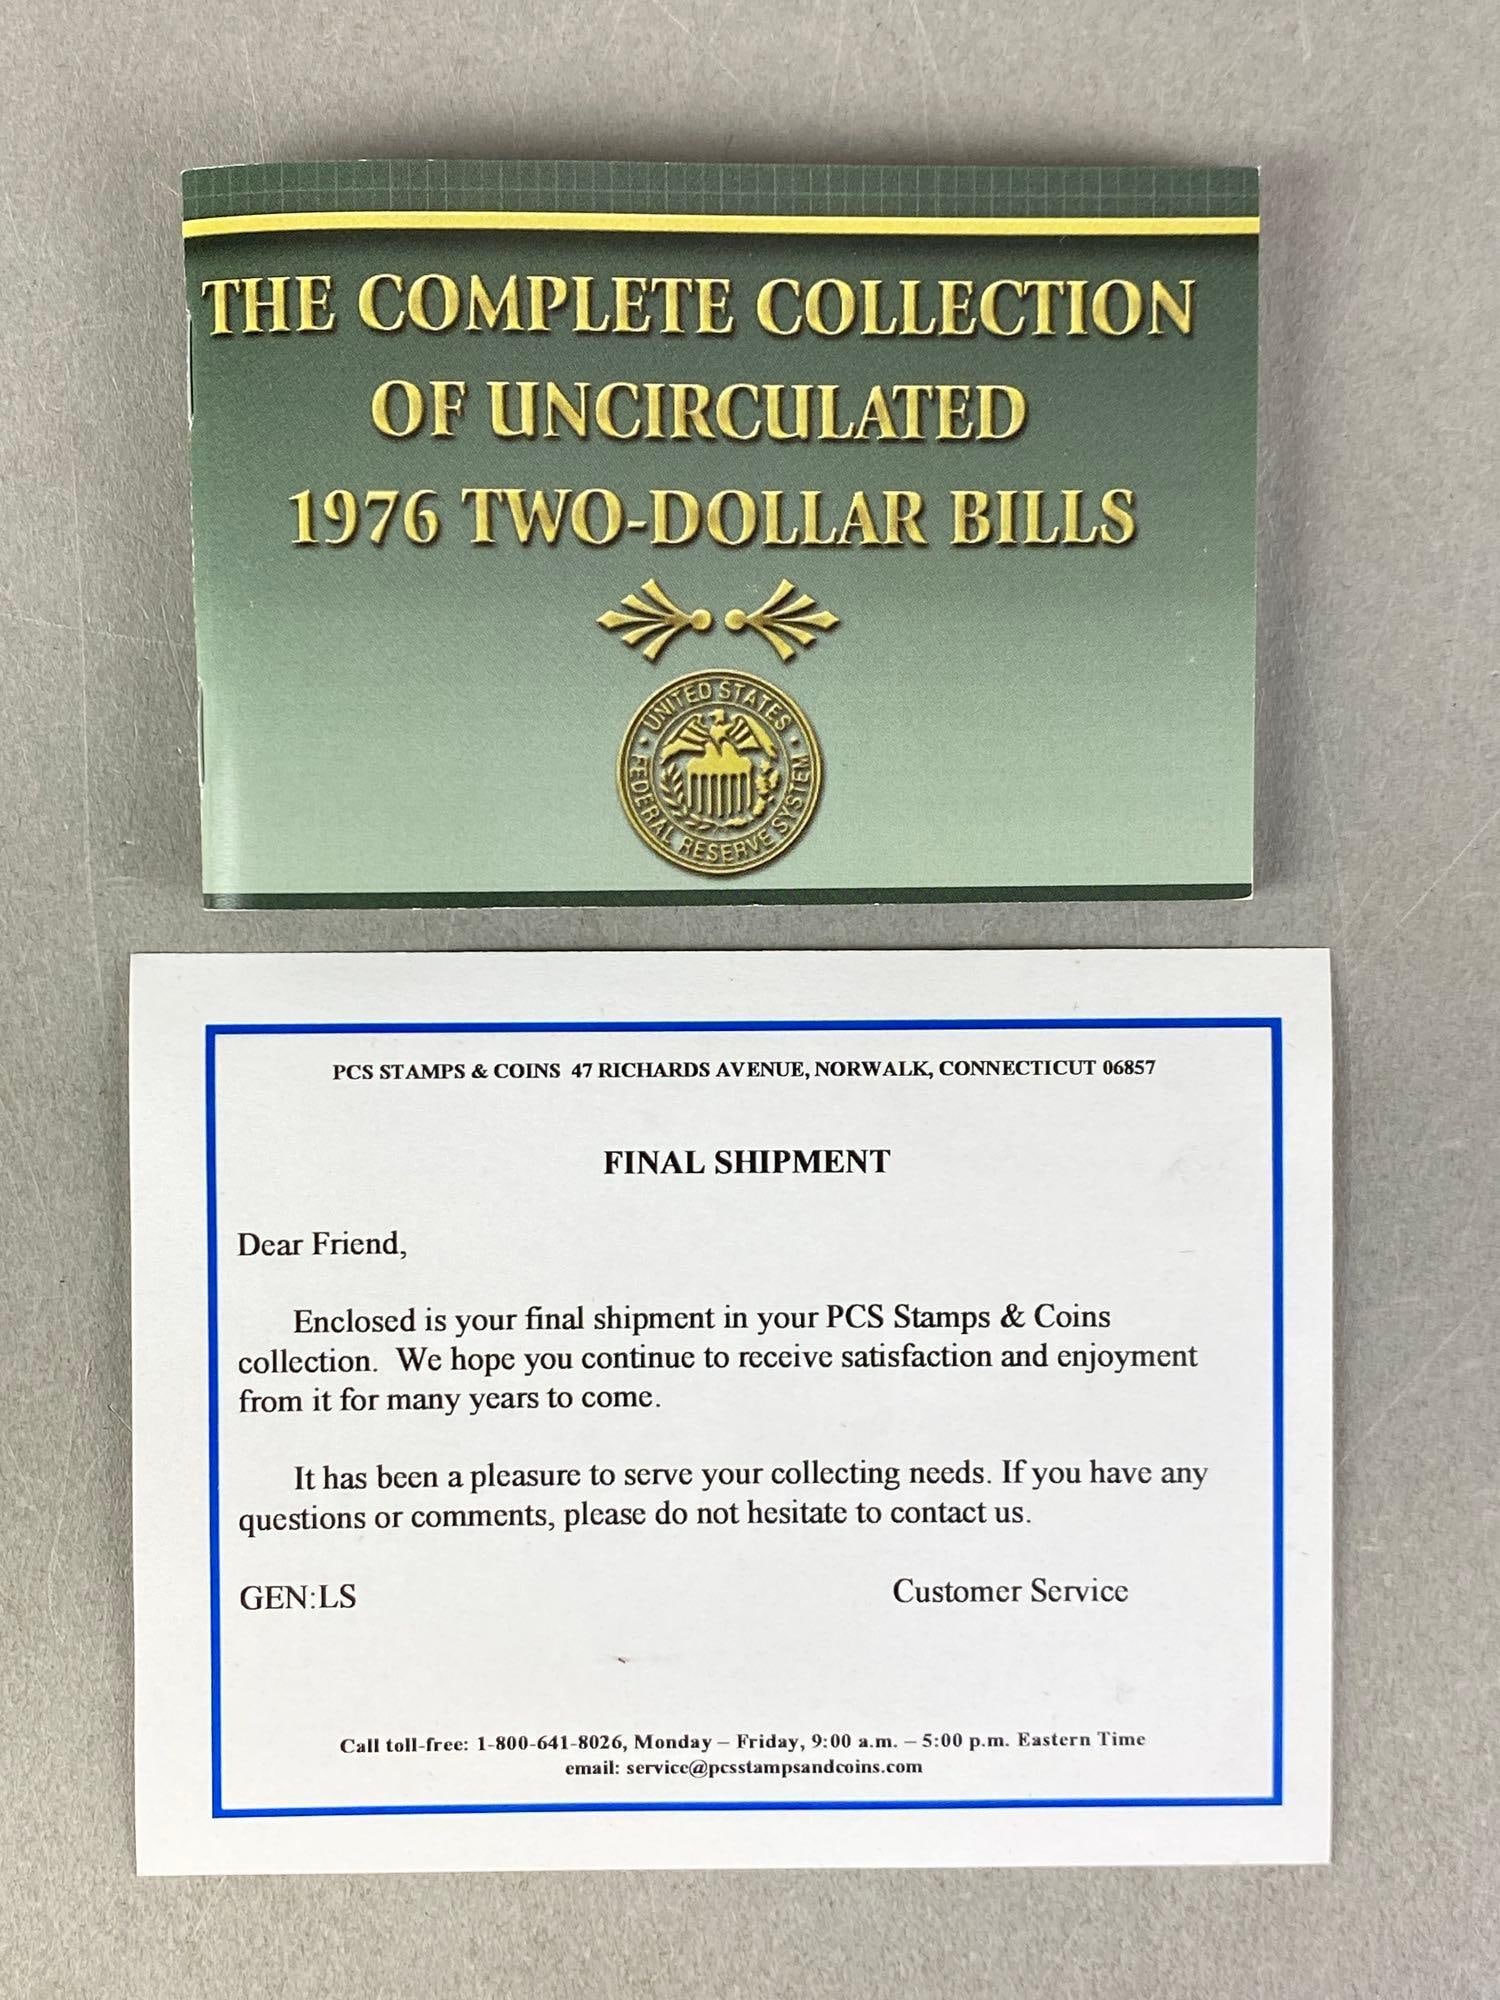 THE COMPLETE COLLECTION
OF UNCIRCULATED
1976 TWO-DOLLAR BILLS
UNITED STATES
FEDERAL RESERVE SYSTEM
PCS STAMPS & COINS 47 RICHARDS AVENUE, NORWALK, CONNECTICUT 06857
FINAL SHIPMENT
Dear Friend,
Enclosed is your final shipment in your PCS Stamps & Coins
collection. We hope you continue to receive satisfaction and enjoyment
from it for many years to come.
It has been a pleasure to serve your collecting needs. If you have any
questions or comments, please do not hesitate to contact us.
GEN:LS Customer Service
Call toll-free: 1-800-641-8026, Monday – Friday, 9:00 a.m. – 5:00 p.m. Eastern Time
email: service@pcsstampsandcoins.com